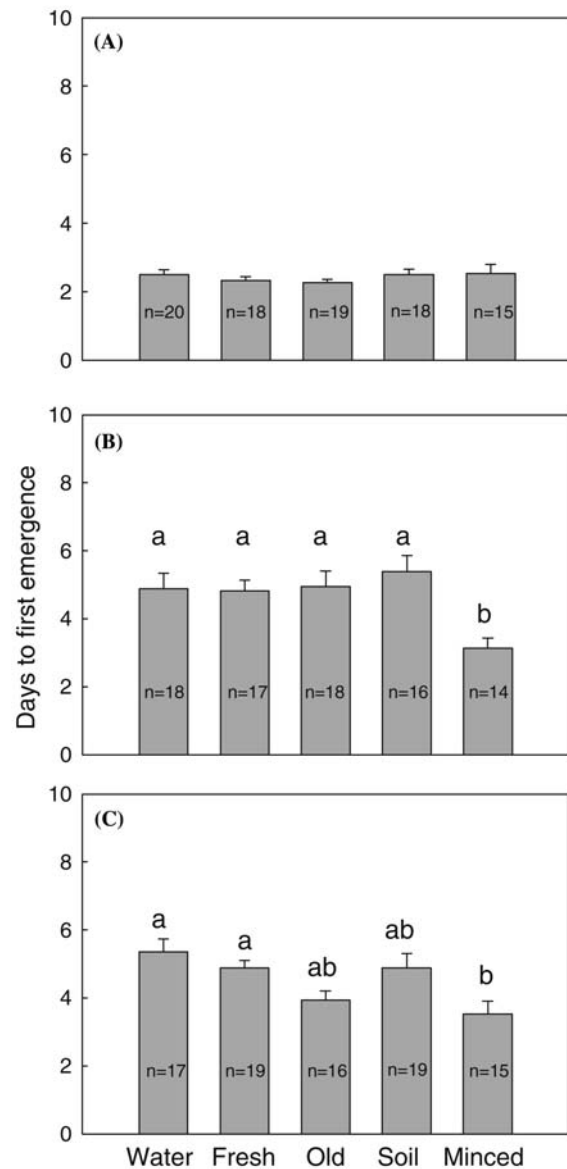 10
(A)
8
6
4
2
n=20 n=18 n=19 n=18 n=15
0
10
(B)
8
a a a a
6
b
4
n=18 n=17 n=18 n=16 n=14
2
0
Days to first emergence
10
(C)
8
a a ab ab b
6
4
2
n=17 n=19 n=16 n=19 n=15
0
Water Fresh Old Soil Minced